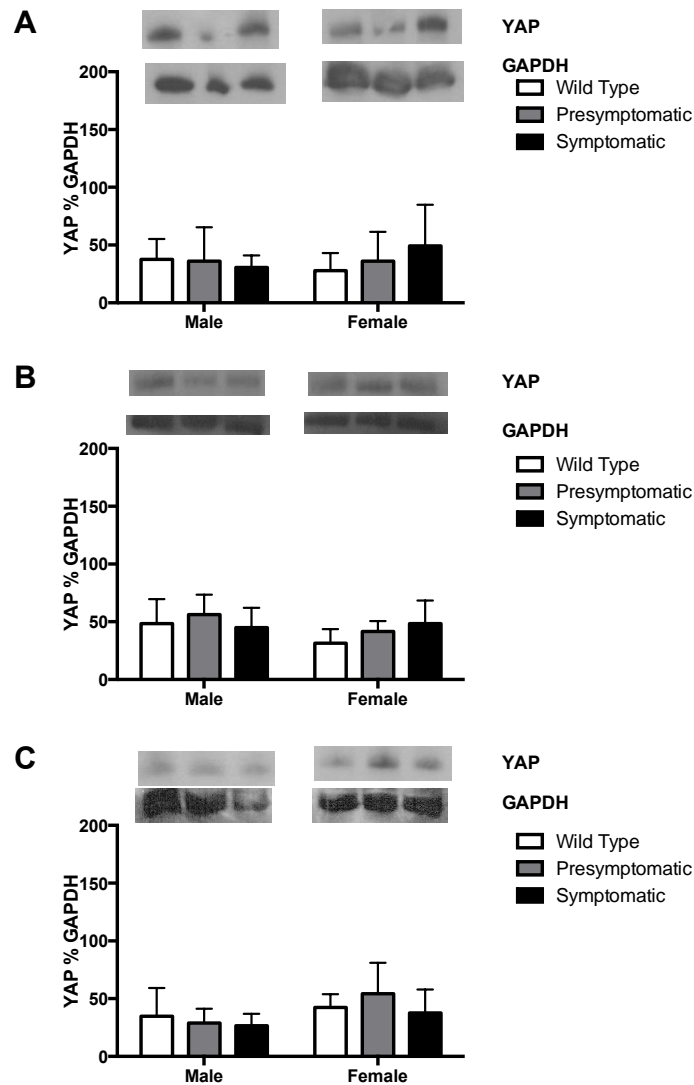 A
YAP
GAPDH
Wild Type
Presymptomatic
Symptomatic
YAP % GAPDH
200
150
100
50
0
Male
Female
B
YAP
GAPDH
Wild Type
Presymptomatic
Symptomatic
YAP % GAPDH
200
150
100
50
0
Male
Female
C
YAP
GAPDH
Wild Type
Presymptomatic
Symptomatic
YAP % GAPDH
200
150
100
50
0
Male
Female